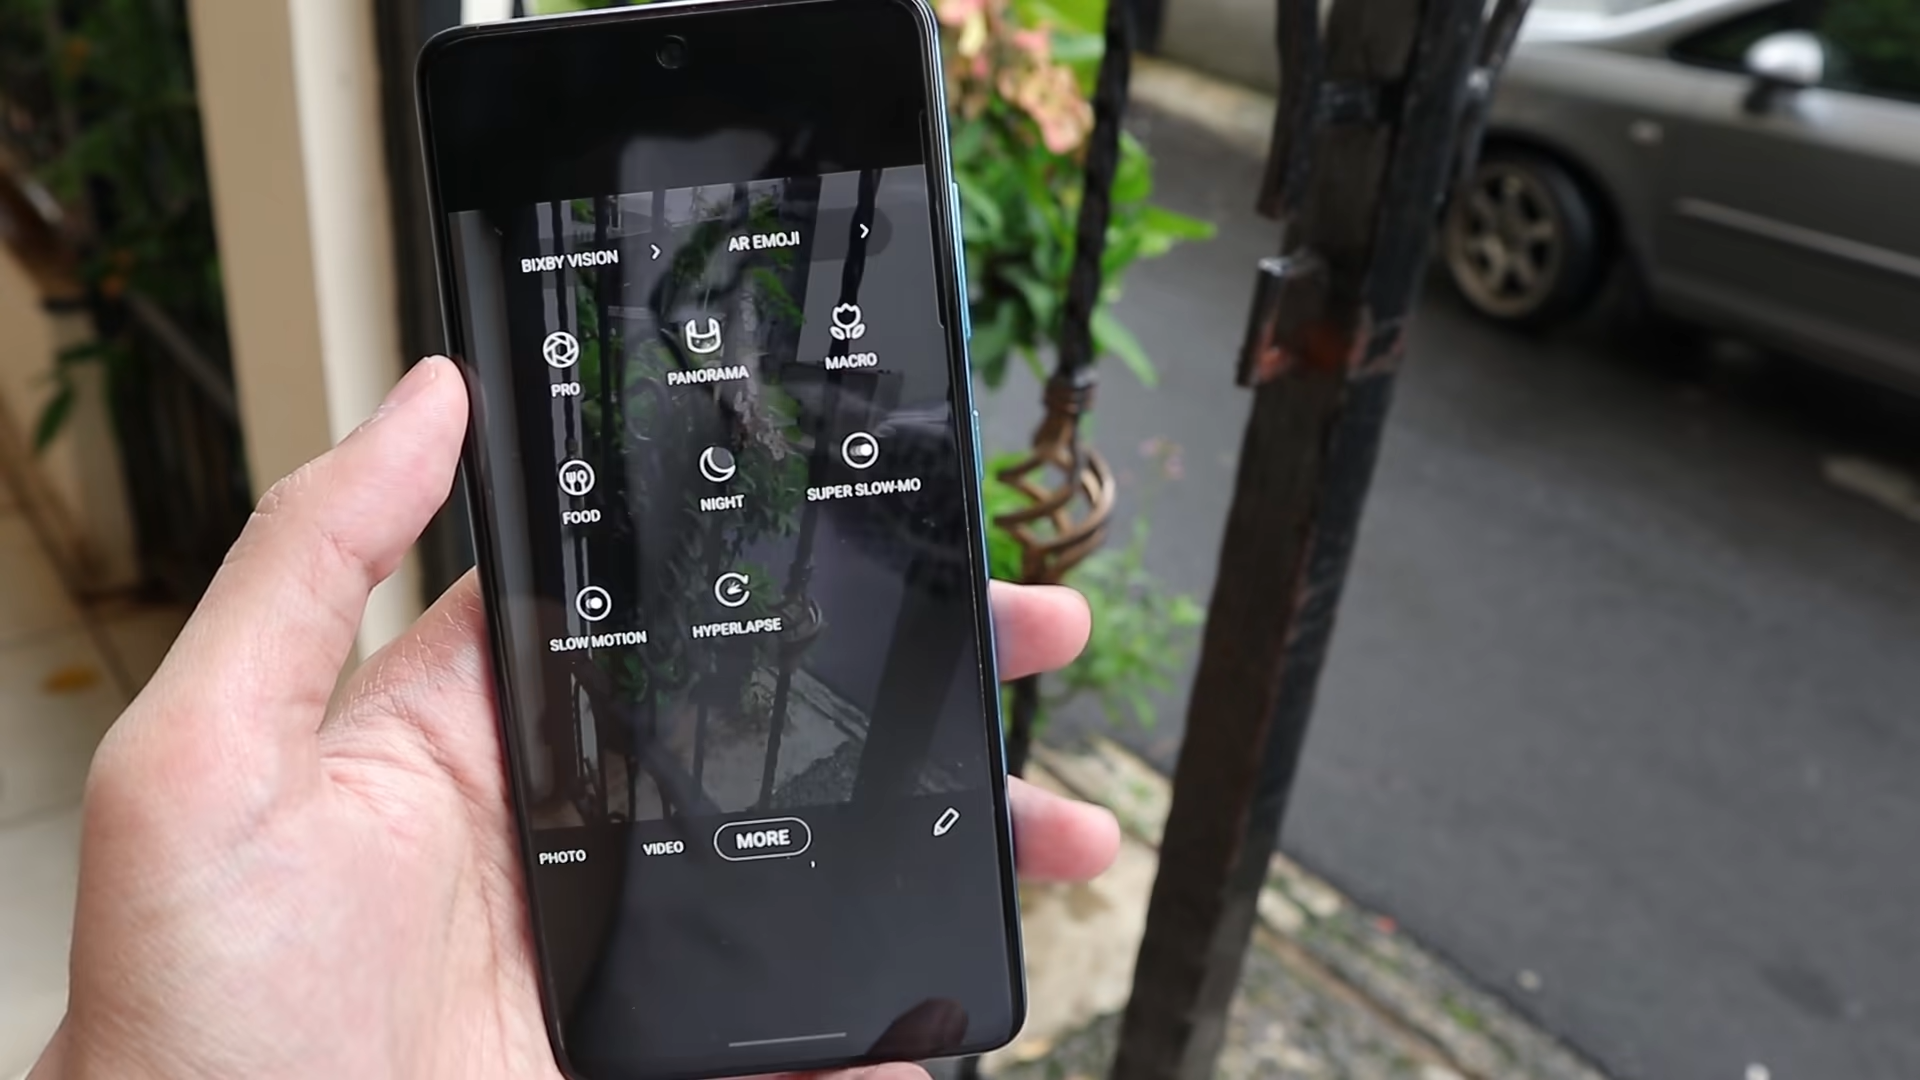 BIXBY VISION
AR EMOJI
PRO
PANORAMA
MACRO
FOOD
NIGHT
SUPER SLOW-MO
SLOW MOTION
HYPERLAPSE
PHOTO
VIDEO
MORE